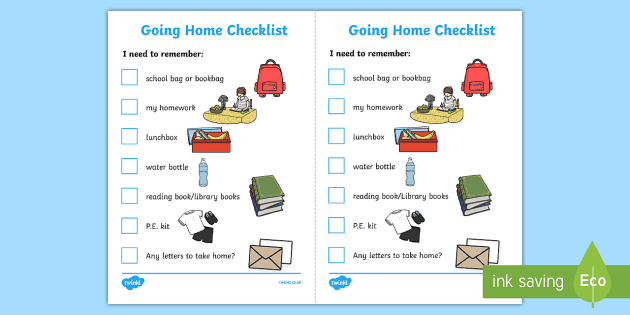 Going Home Checklist
I need to remember:
school bag or bookbag
my homework
lunchbox
water bottle
reading book/library books
P.E. kit
Any letters to take home?
twinkl
twinkl.co.uk
Going Home Checklist
I need to remember:
school bag or bookbag
my homework
lunchbox
water bottle
reading book/Library books
P.E. kit
Any letters to take home?
twinkl
ink saving
Eco